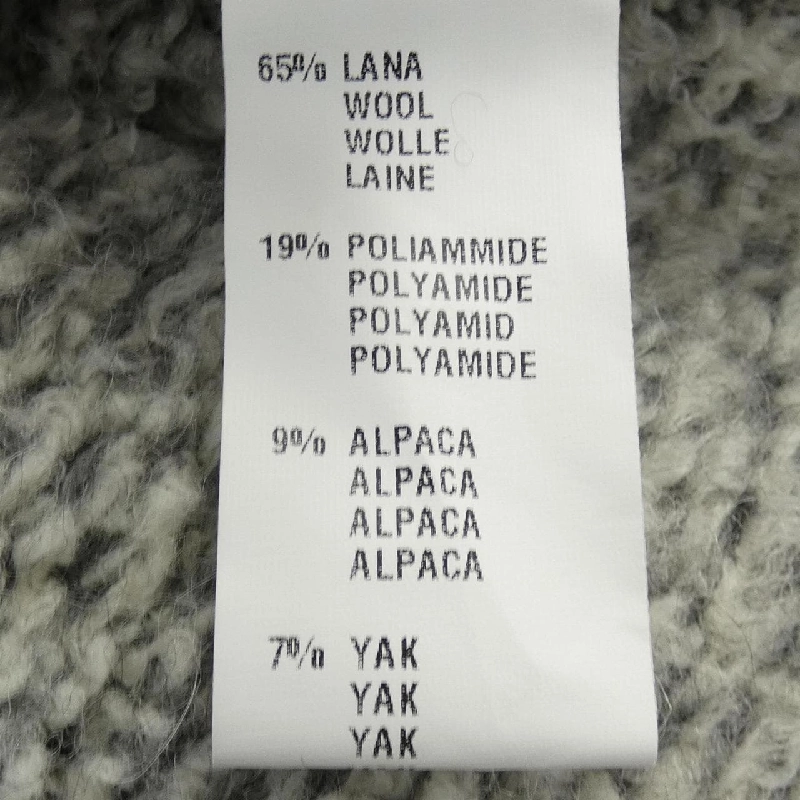 65% LANA
WOOL
WOLLE
LAINE
19% POLIAMMIDE
POLYAMIDE
POLYAMID
POLYAMIDE
9% ALPACA
ALPACA
ALPACA
ALPACA
7% YAK
YAK
YAK